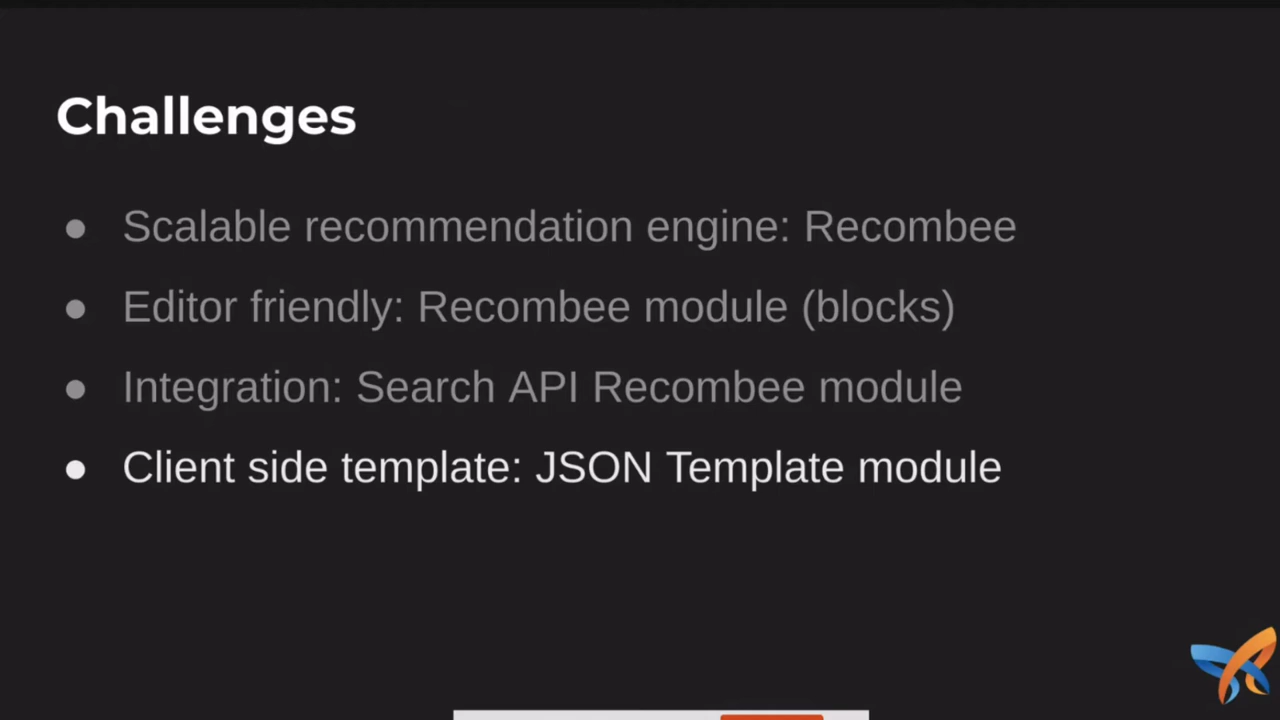 Challenges
● Scalable recommendation engine: Recombee
● Editor friendly: Recombee module (blocks)
● Integration: Search API Recombee module
● Client side template: JSON Template module